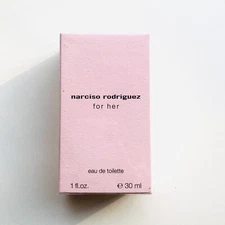 narciso rodriguez
for her
eau de toilette
1 fl.oz. ℮ 30 ml